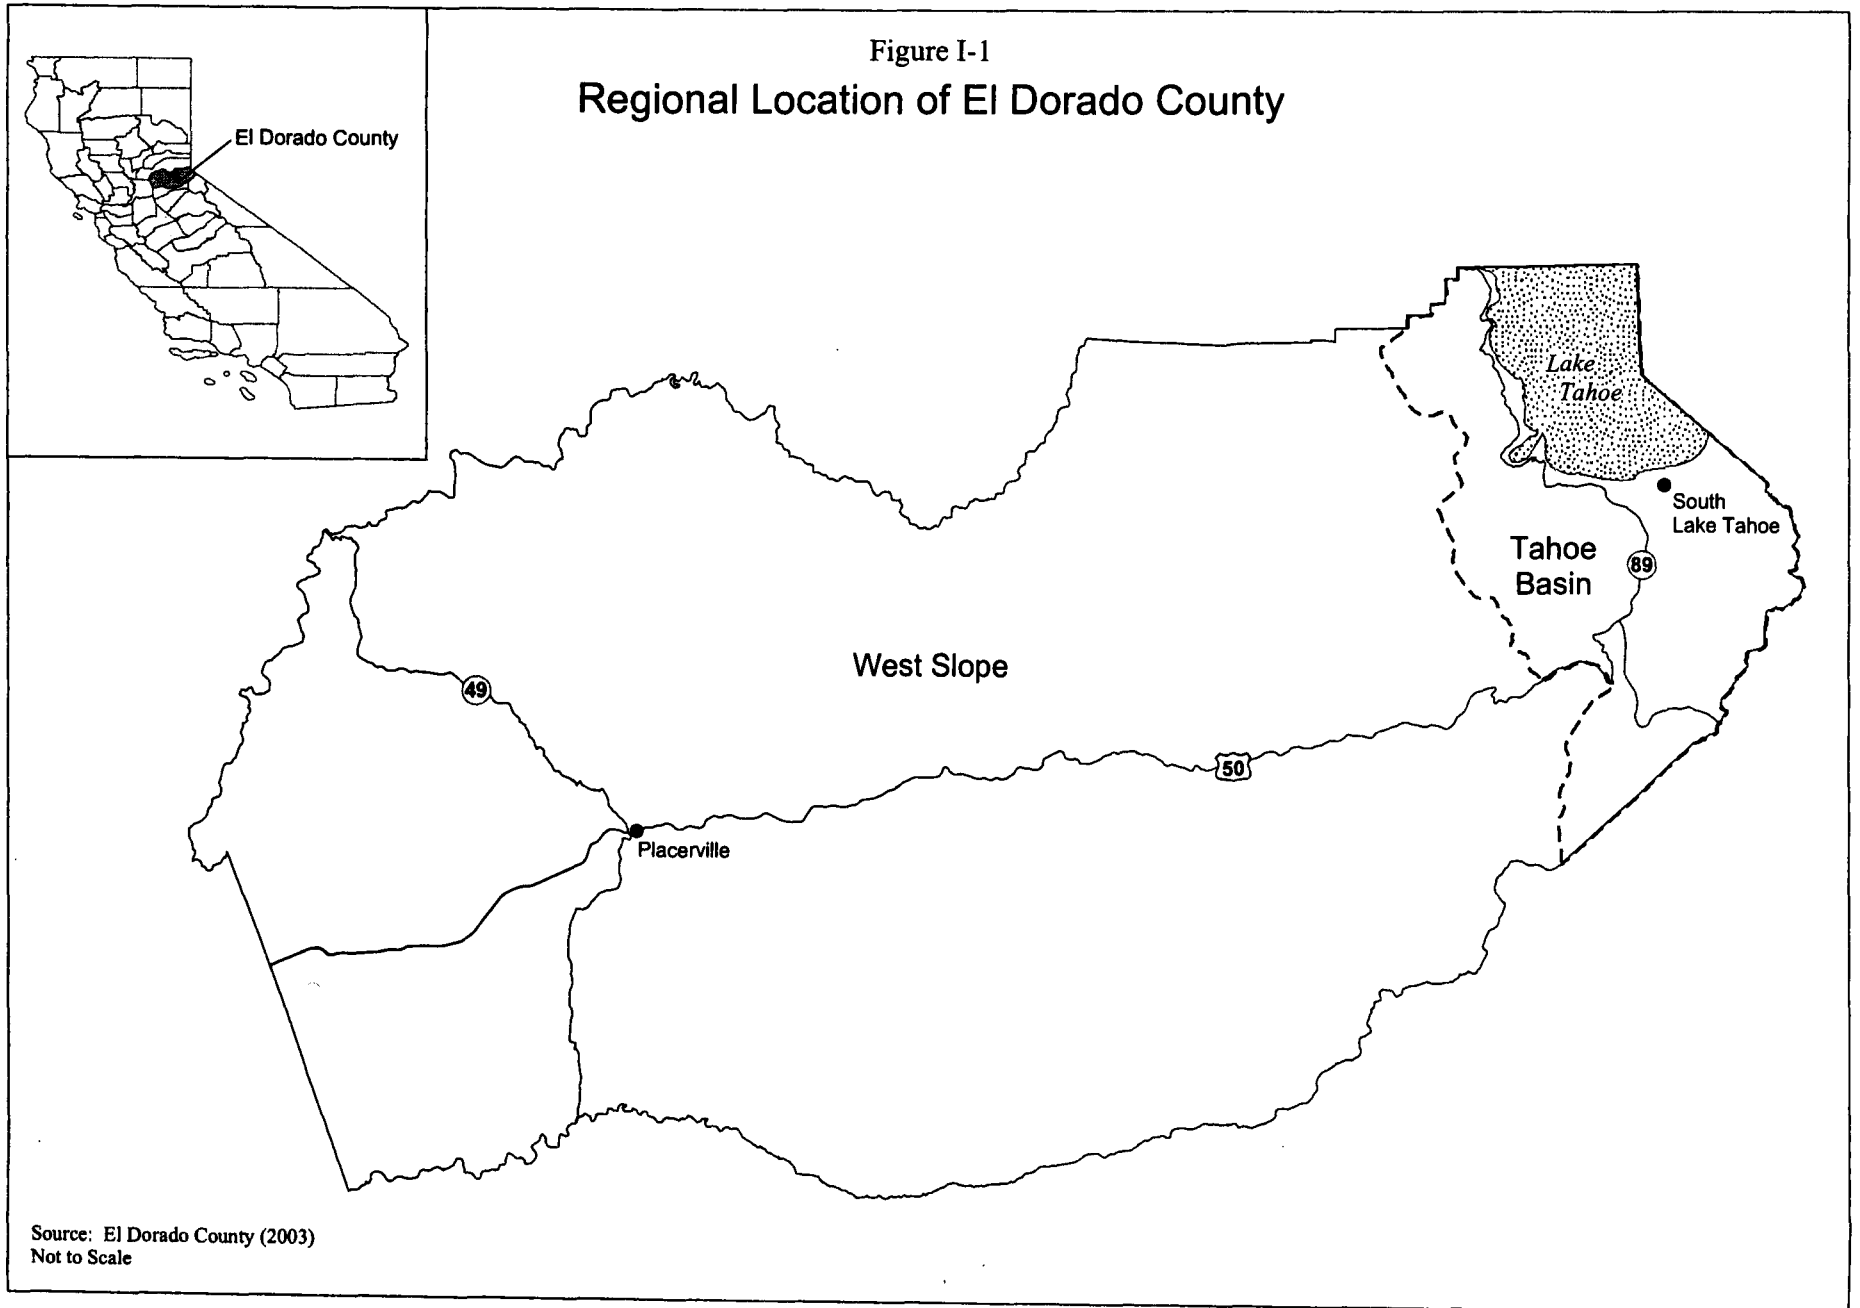 Figure I-1
Regional Location of El Dorado County
El Dorado County
Lake
Tahoe
South
Lake Tahoe
Tahoe
Basin
89
West Slope
49
50
Placerville
Source: El Dorado County (2003)
Not to Scale